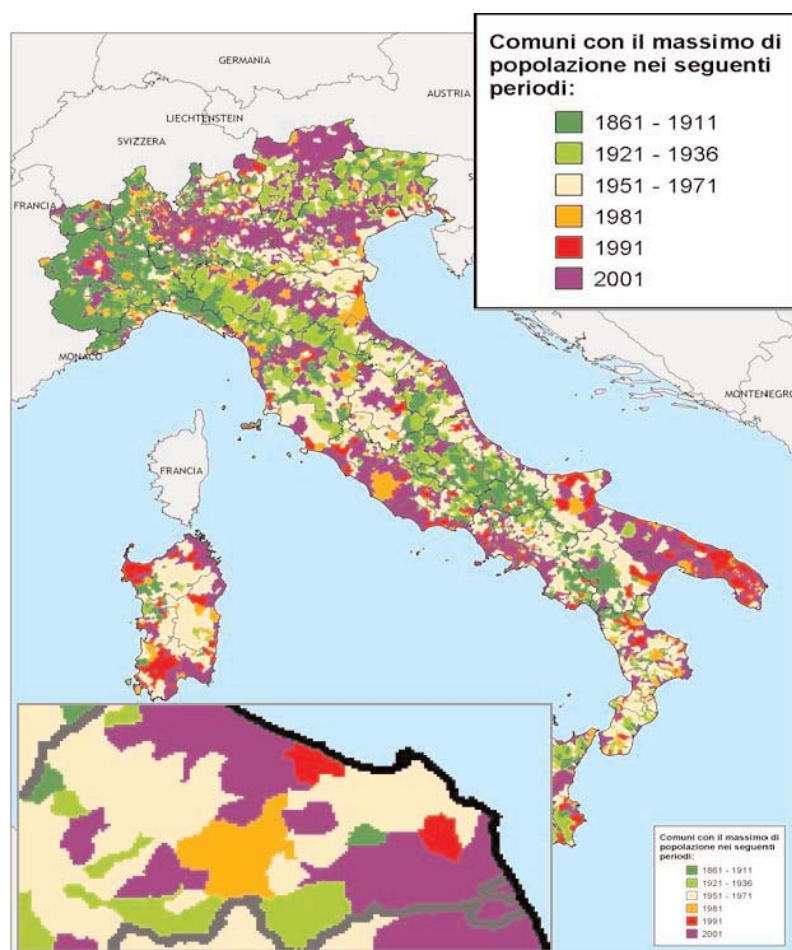 Comuni con il massimo di
popolazione nei seguenti
periodi:
1861 - 1911
1921 - 1936
1951 - 1971
1981
1991
2001
GERMANIA
AUSTRIA
LIECHTENSTEIN
SVIZZERA
S
FRANCIA
MONACO
MONTENEGRO
FRANCIA
Comuni con il massimo di
popolazione nei seguenti
periodi:
1861 - 1911
1921 - 1936
1951 - 1971
1981
1991
2001